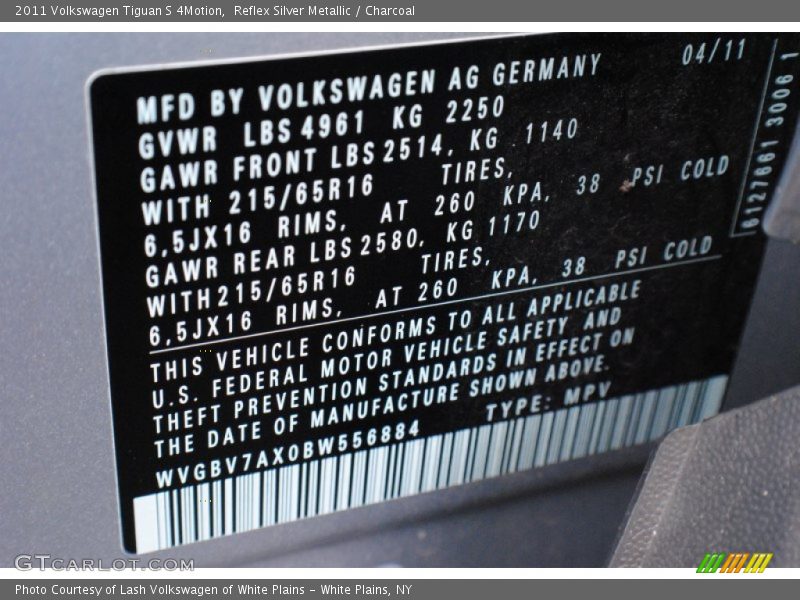 2011 Volkswagen Tiguan S 4Motion, Reflex Silver Metallic / Charcoal
MFD BY VOLKSWAGEN AG GERMANY 04/11
GVWR LBS 4961 KG 2250
GAWR FRONT LBS 2514, KG 1140
WITH 215/65R16 TIRES,
6,5JX16 RIMS, AT 260 KPA, 38 PSI COLD
GAWR REAR LBS 2580, KG 1170
WITH 215/65R16 TIRES,
6,5JX16 RIMS, AT 260 KPA, 38 PSI COLD
THIS VEHICLE CONFORMS TO ALL APPLICABLE
U.S. FEDERAL MOTOR VEHICLE SAFETY AND
THEFT PREVENTION STANDARDS IN EFFECT ON
THE DATE OF MANUFACTURE SHOWN ABOVE.
WVGBV7AX0BW556884 TYPE: MPV
6127661 3006 1
GTcarlot.com
Photo Courtesy of Lash Volkswagen of White Plains - White Plains, NY